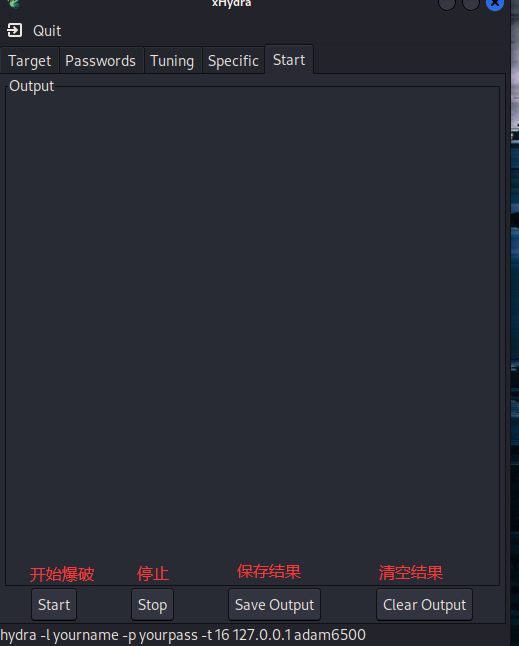 xHydra
Quit
Target Passwords Tuning Specific Start
Output
开始爆破 停止 保存结果 清空结果
Start Stop Save Output Clear Output
hydra -l yourname -p yourpass -t 16 127.0.0.1 adam6500